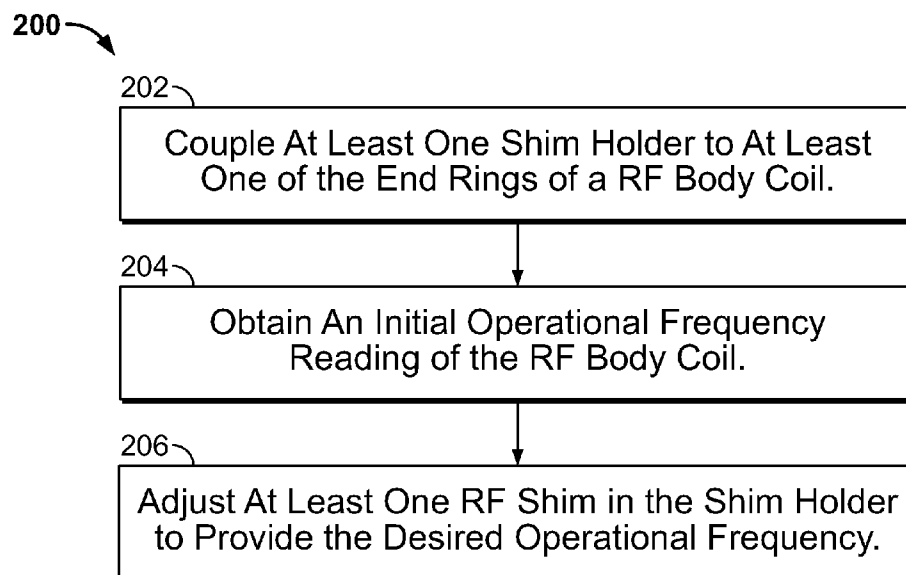 200
202
Couple At Least One Shim Holder to At Least
One of the End Rings of a RF Body Coil.
204
Obtain An Initial Operational Frequency
Reading of the RF Body Coil.
206
Adjust At Least One RF Shim in the Shim Holder
to Provide the Desired Operational Frequency.